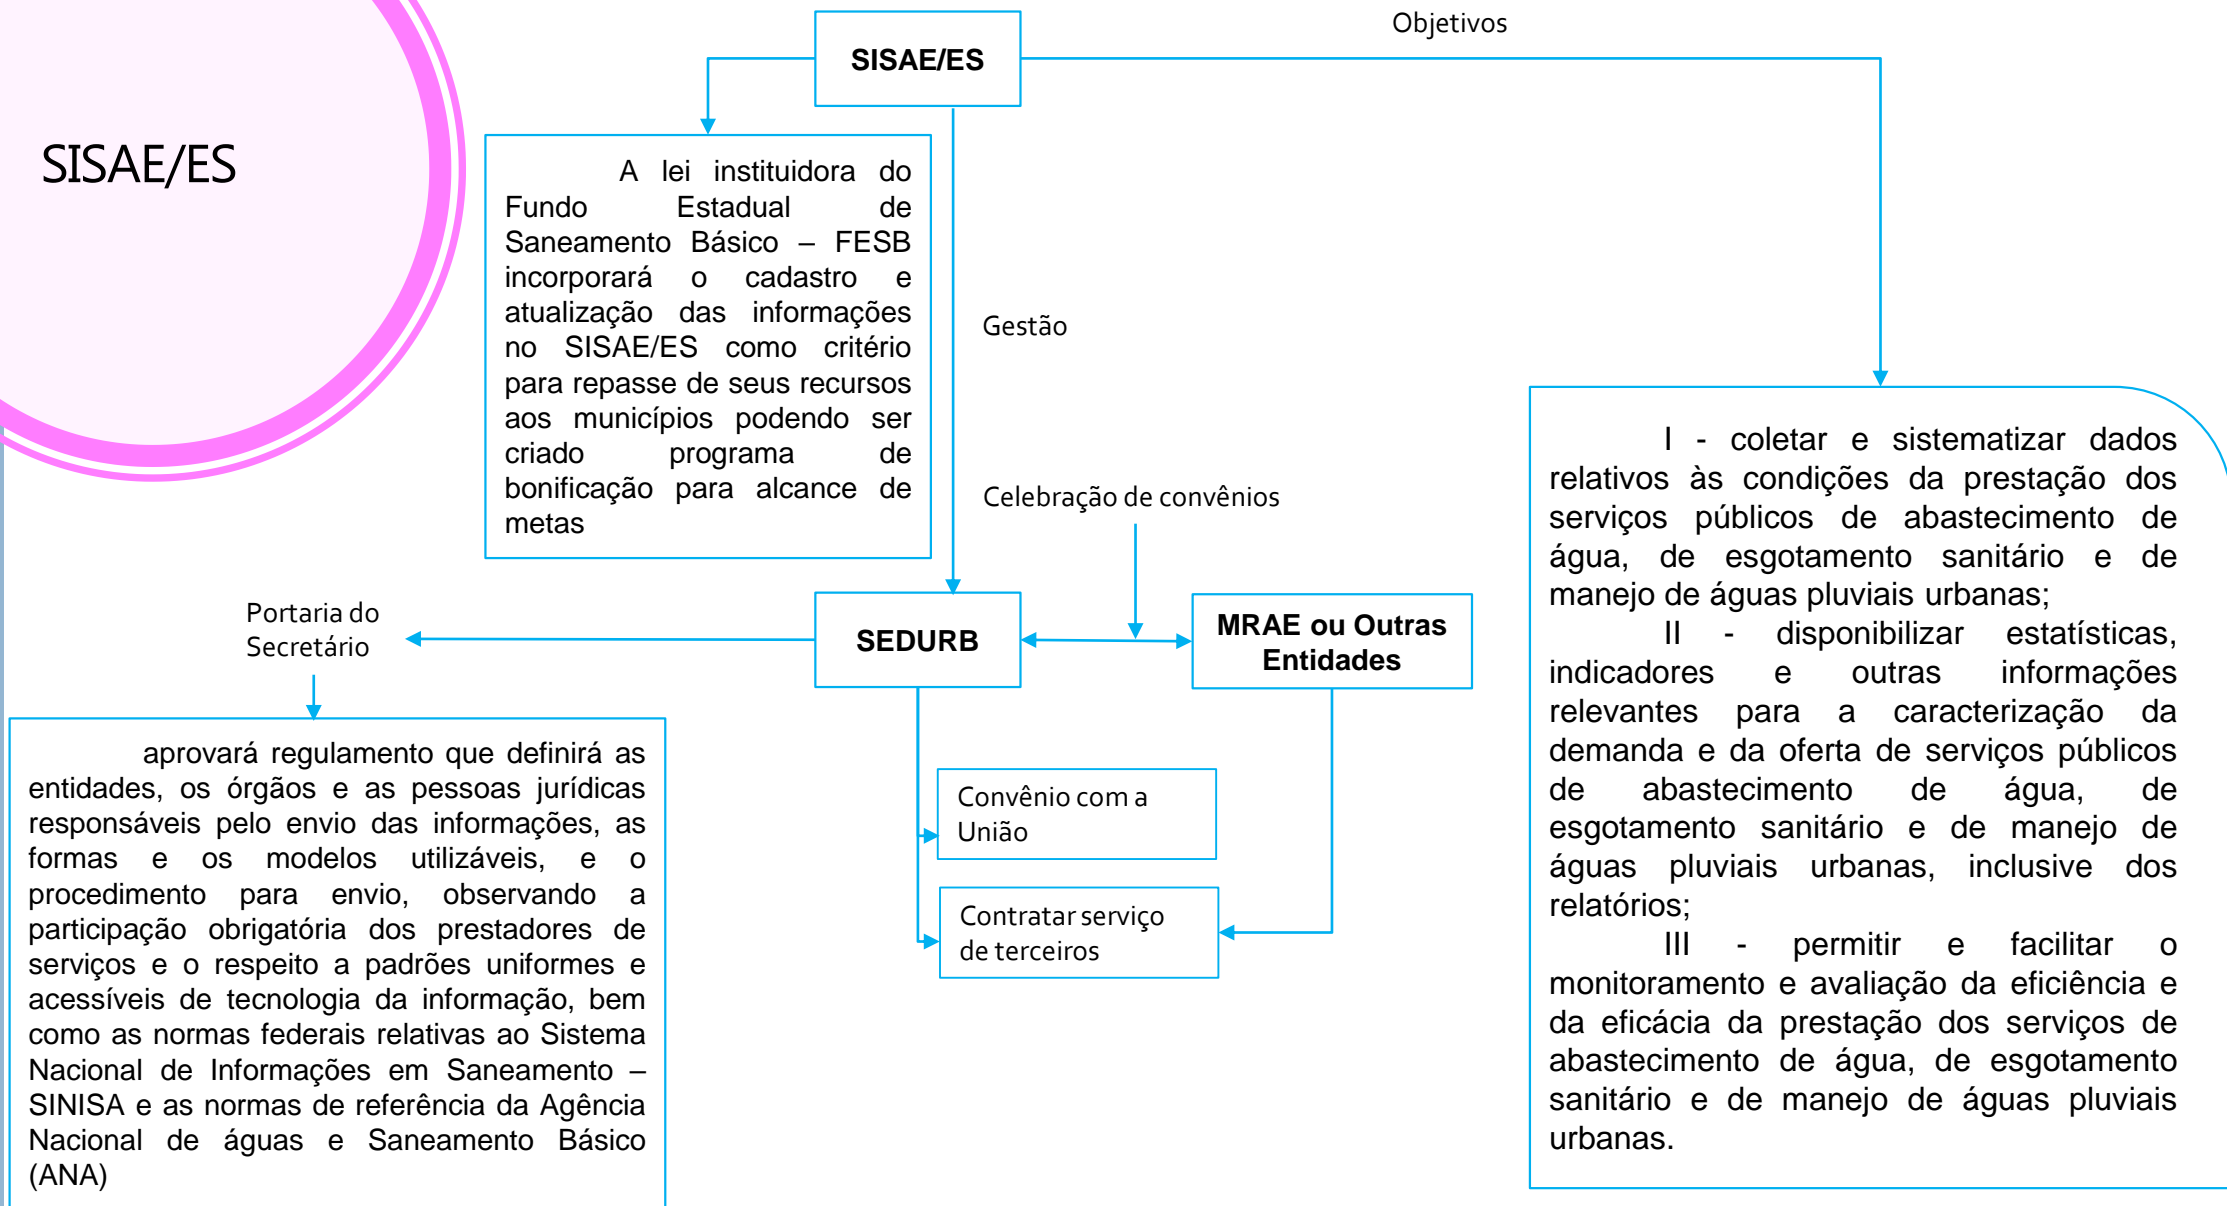 SISAE/ES
SISAE/ES
Objetivos
A lei instituidora do
Fundo Estadual de
Saneamento Básico – FESB
incorporará o cadastro e
atualização das informações
no SISAE/ES como critério
para repasse de seus recursos
aos municípios podendo ser
criado programa de
bonificação para alcance de
metas
Gestão
Celebração de convênios
Portaria do
Secretário
SEDURB
MRAE ou Outras
Entidades
aprovará regulamento que definirá as
entidades, os órgãos e as pessoas jurídicas
responsáveis pelo envio das informações, as
formas e os modelos utilizáveis, e o
procedimento para envio, observando a
participação obrigatória dos prestadores de
serviços e o respeito a padrões uniformes e
acessíveis de tecnologia da informação, bem
como as normas federais relativas ao Sistema
Nacional de Informações em Saneamento –
SINISA e as normas de referência da Agência
Nacional de águas e Saneamento Básico
(ANA)
Convênio com a
União
Contratar serviço
de terceiros
I - coletar e sistematizar dados
relativos às condições da prestação dos
serviços públicos de abastecimento de
água, de esgotamento sanitário e de
manejo de águas pluviais urbanas;
II - disponibilizar estatísticas,
indicadores e outras informações
relevantes para a caracterização da
demanda e da oferta de serviços públicos
de abastecimento de água, de
esgotamento sanitário e de manejo de
águas pluviais urbanas, inclusive dos
relatórios;
III - permitir e facilitar o
monitoramento e avaliação da eficiência e
da eficácia da prestação dos serviços de
abastecimento de água, de esgotamento
sanitário e de manejo de águas pluviais
urbanas.